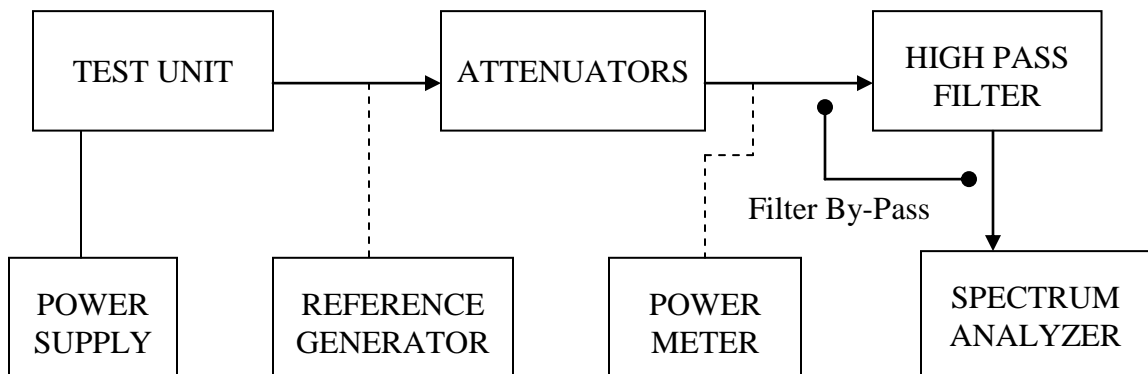 TEST UNIT
ATTENUATORS
HIGH PASS
FILTER
Filter By-Pass
POWER
SUPPLY
REFERENCE
GENERATOR
POWER
METER
SPECTRUM
ANALYZER